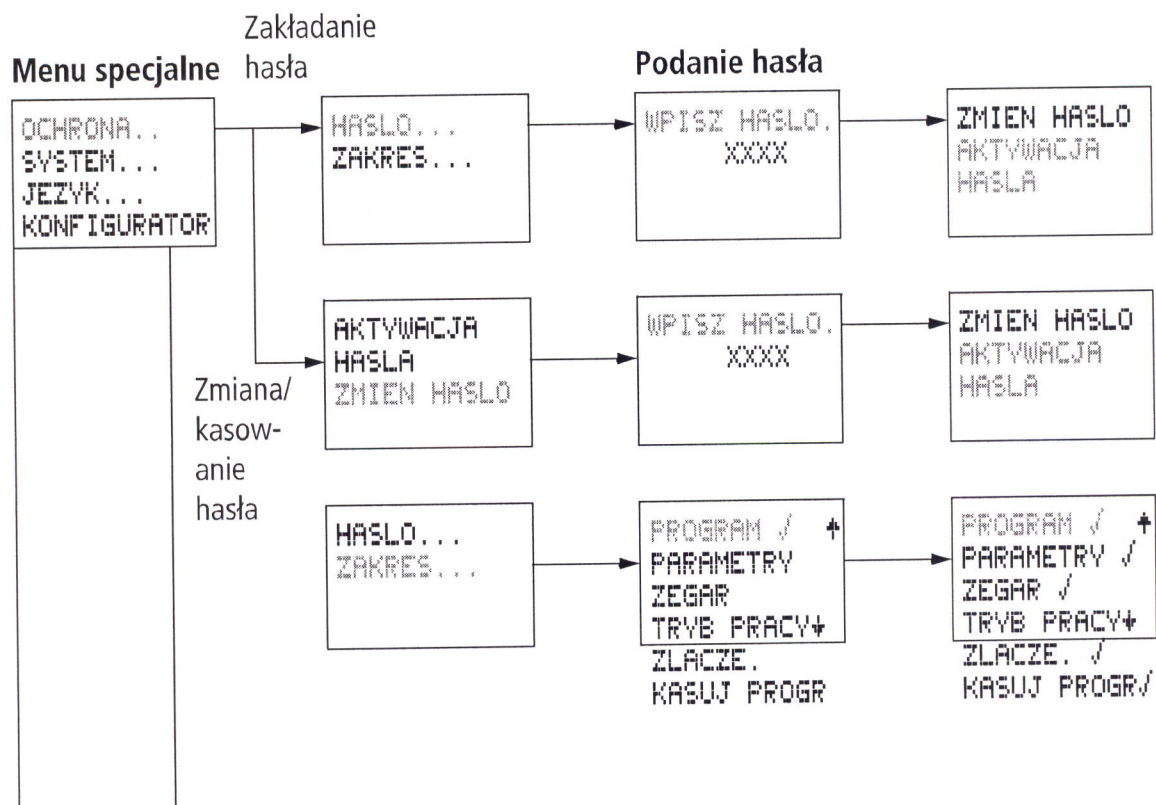 Zakładanie
hasła
Menu specjalne
Podanie hasła
OCHRONA..
SYSTEM...
JEZYK...
KONFIGURATOR
HASLO...
ZAKRES...
WPISZ HASLO.
XXXX
ZMIEN HASLO
AKTYWACJA
HASLA
Zmiana/
kasow-
anie
hasła
AKTYWACJA
HASLA
ZMIEN HASLO
WPISZ HASLO.
XXXX
ZMIEN HASLO
AKTYWACJA
HASLA
HASLO...
ZAKRES...
PROGRAM √ ↑
PARAMETRY
ZEGAR
TRYB PRACY↓
ZLACZE.
KASUJ PROGR
PROGRAM √ ↑
PARAMETRY √
ZEGAR √
TRYB PRACY↓
ZLACZE. √
KASUJ PROGR√